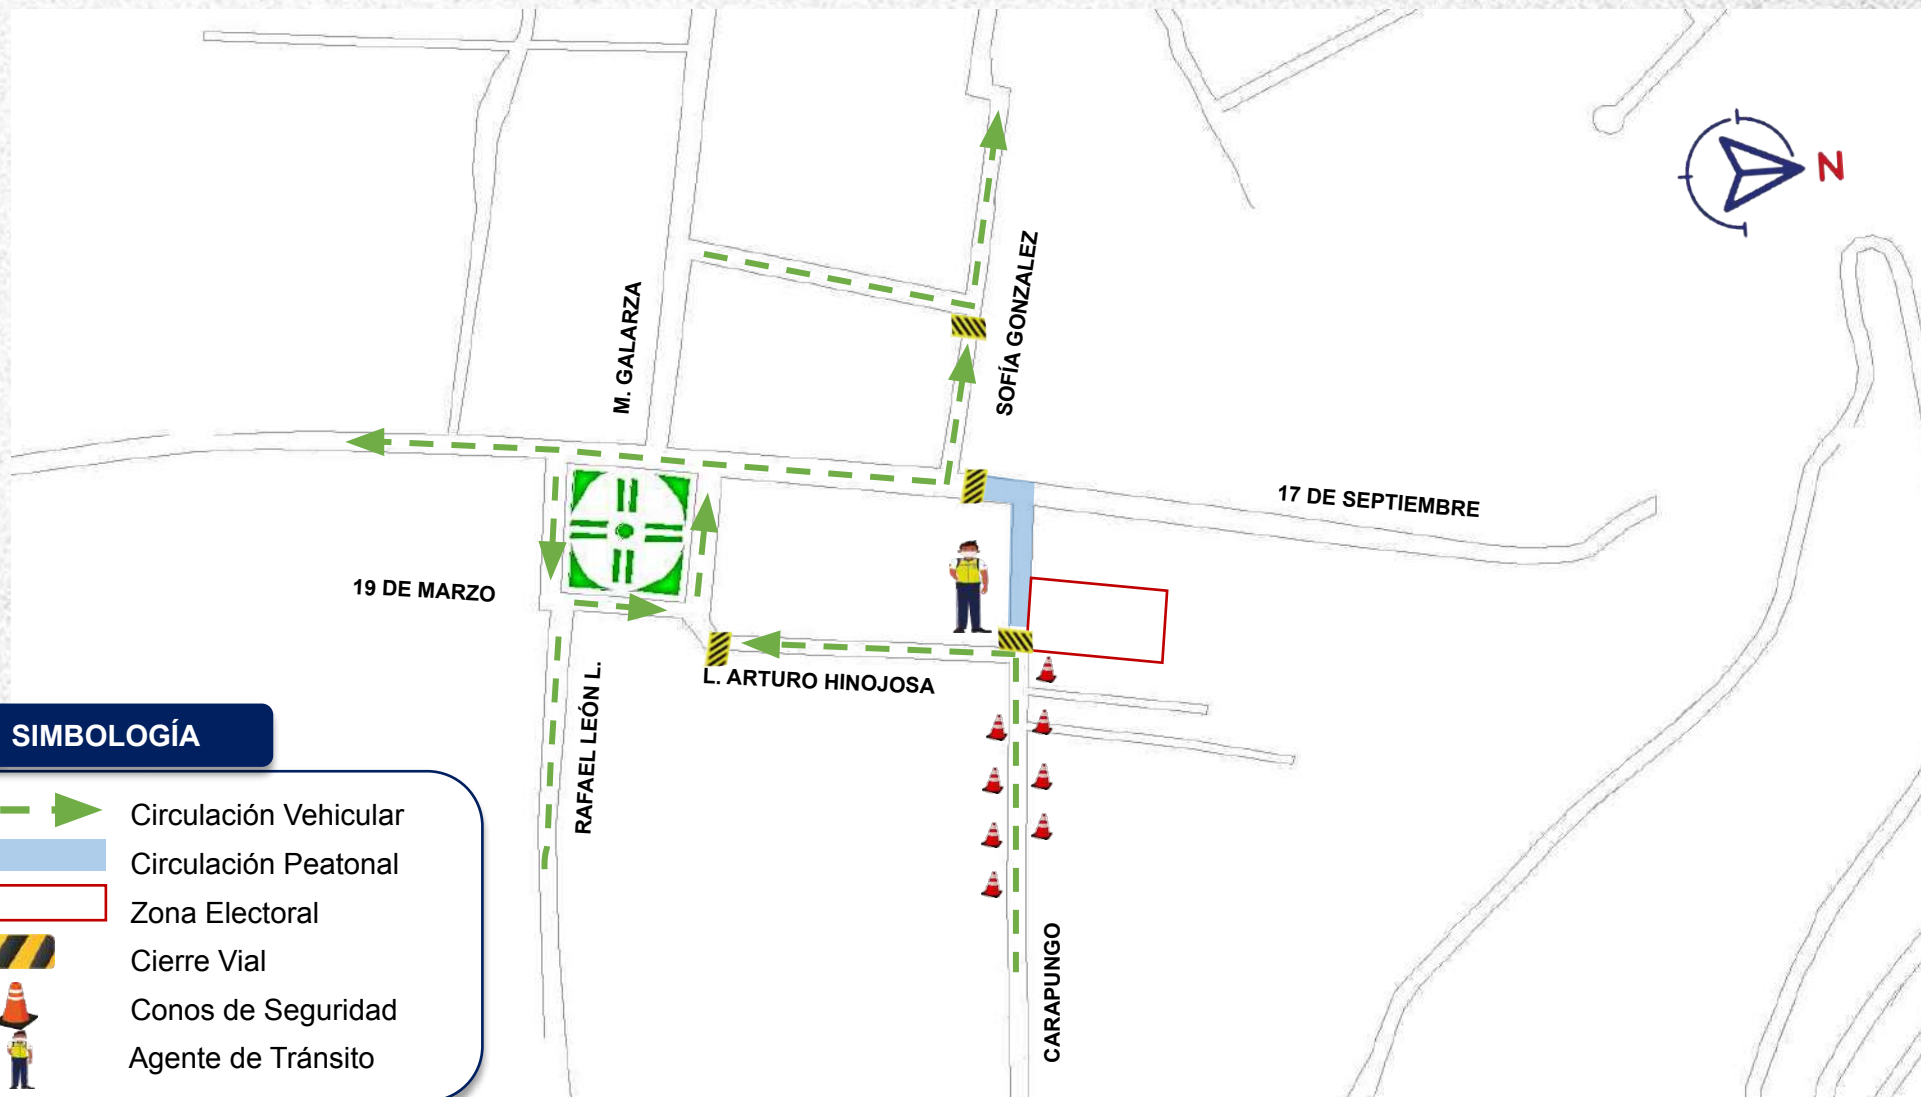 N
SOFÍA GONZALEZ
M. GALARZA
17 DE SEPTIEMBRE
19 DE MARZO
L. ARTURO HINOJOSA
RAFAEL LEÓN L.
CARAPUNGO
SIMBOLOGÍA
Circulación Vehicular
Circulación Peatonal
Zona Electoral
Cierre Vial
Conos de Seguridad
Agente de Tránsito